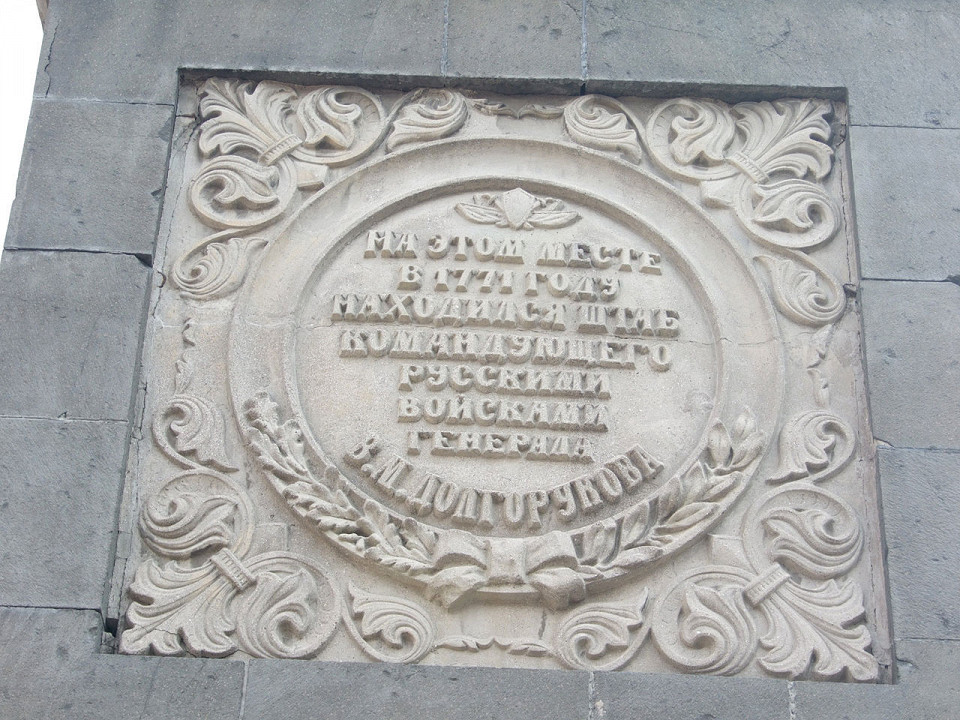 НА ЭТОМ МЕСТЕ
В 1771 ГОДУ
НАХОДИЛСЯ ШТАБ
КОМАНДУЮЩЕГО
РУССКИМИ
ВОЙСКАМИ
ГЕНЕРАЛА
В.М. ДОЛГОРУКОВА